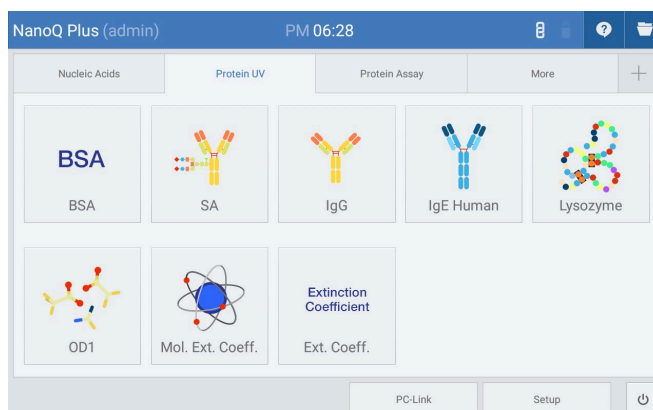 NanoQ Plus (admin) PM 06:28
Nucleic Acids Protein UV Protein Assay More
BSA
BSA SA IgG IgE Human Lysozyme
Extinction
Coefficient
OD1 Mol. Ext. Coeff. Ext. Coeff.
PC-Link Setup